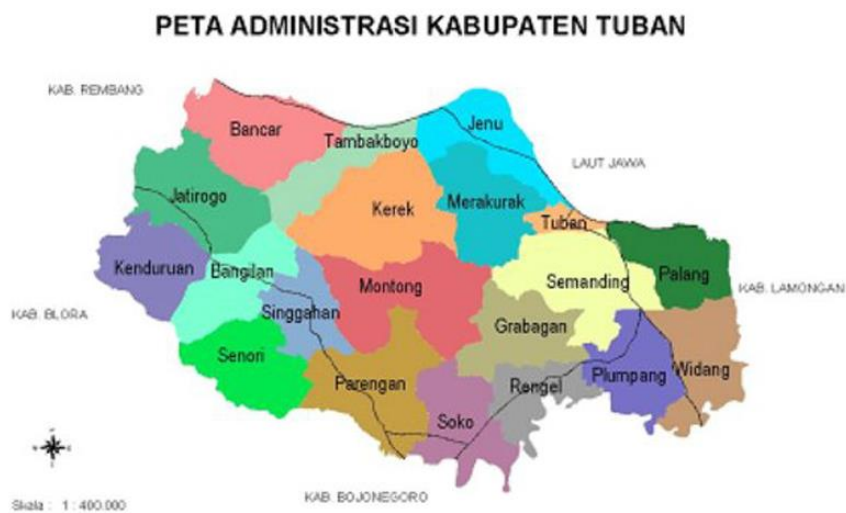 PETA ADMINISTRASI KABUPATEN TUBAN
KAB. REMBANG
Bancar
Tambakboyo
Jenu
LAUT JAWA
Jatirogo
Kerek
Merakurak
Tuban
Kenduruan
Bangilan
Montong
Semanding
Palang
KAB. LAMONGAN
KAB. BLORA
Singgahan
Grabagan
Senori
Parengan
Rengel
Plumpang
Widang
Soko
KAB. BOJONEGORO
Skala : 1 : 400.000